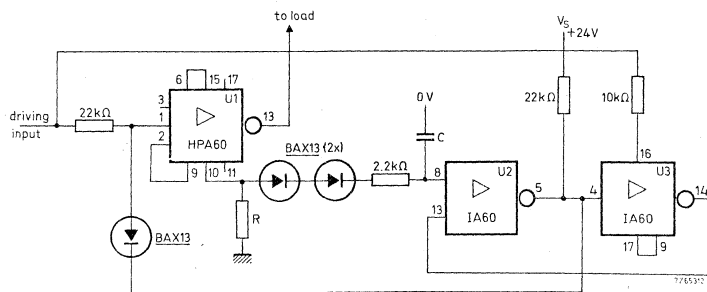 to load
Vs
+24V
6
15
17
U1
22kΩ
10kΩ
driving
input
22kΩ
3
1
2
13
HPA60
0 V
16
9
10
11
BAX13 (2x)
C
2.2kΩ
8
U2
5
4
U3
14
13
IA60
IA60
R
BAX13
17
9
7Z65312